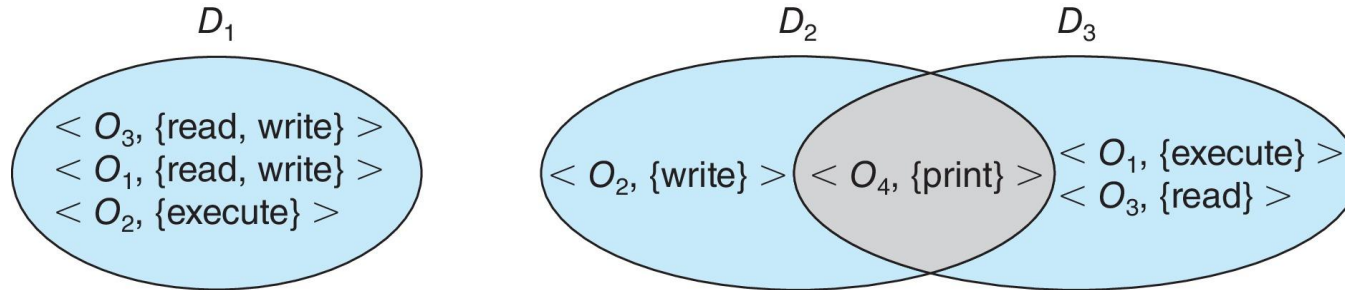 D₁
D₂
D₃
< O₃, {read, write} >
< O₁, {read, write} >
< O₂, {execute} >
< O₂, {write} >
< O₄, {print} >
< O₁, {execute} >
< O₃, {read} >